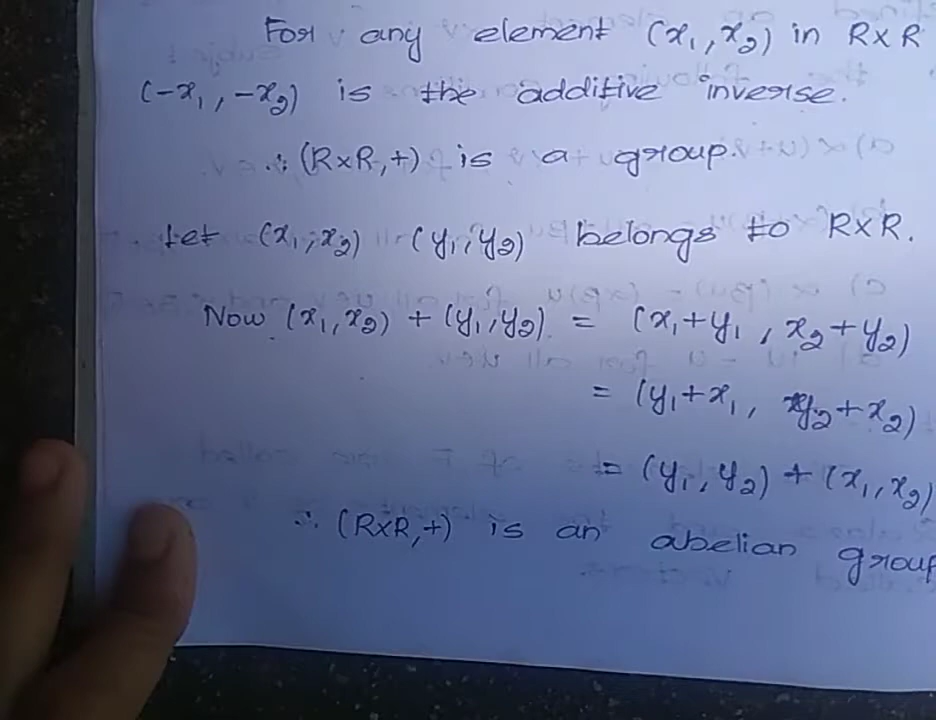 For any element (x₁, x₂) in R×R
(-x₁, -x₂) is the additive inverse.
∴ (R×R, +) is a group.
Let (x₁, x₂) (y₁, y₂) belongs to R×R.
Now (x₁, x₂) + (y₁, y₂) = (x₁+y₁, x₂+y₂)
= (y₁+x₁, y₂+x₂)
= (y₁, y₂) + (x₁, x₂)
∴ (R×R, +) is an abelian group